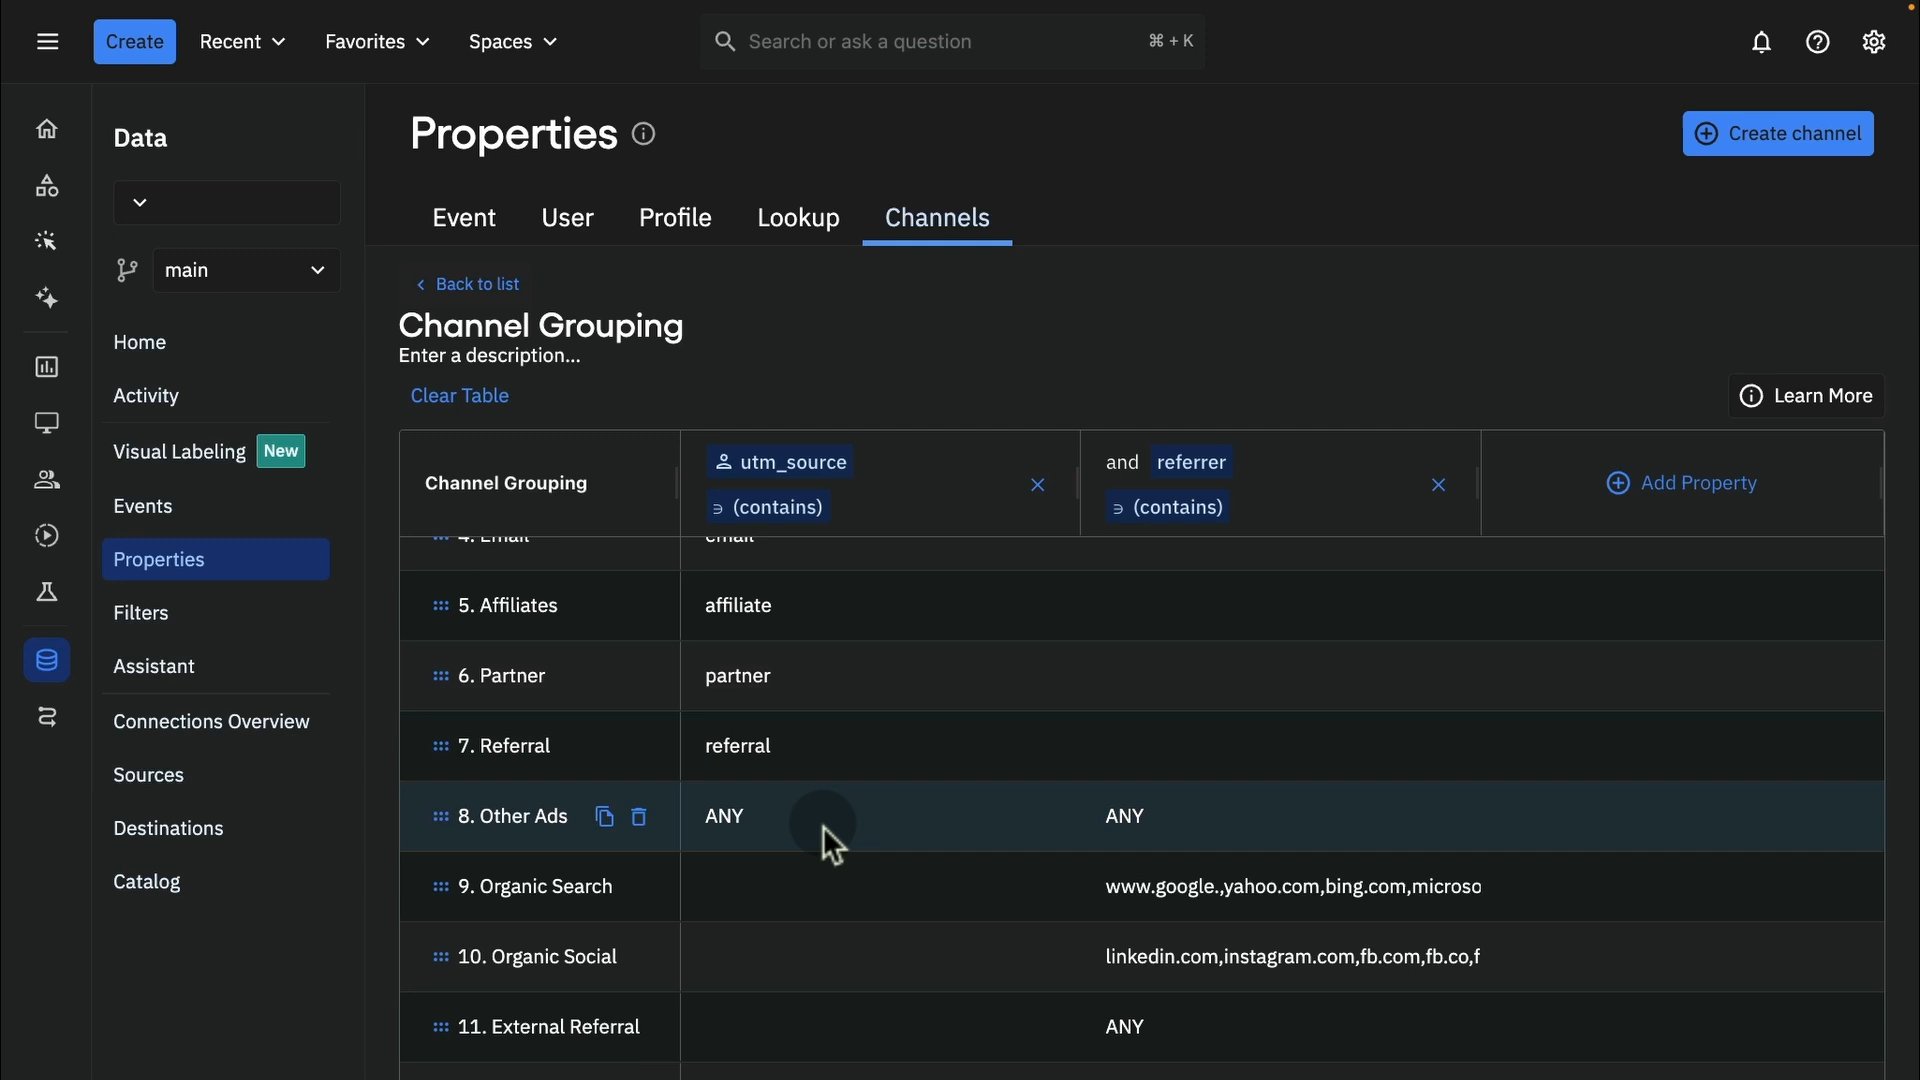 Create
Recent
Favorites
Spaces
Search or ask a question
⌘ + K
Data
main
Home
Activity
Visual Labeling New
Events
Properties
Filters
Assistant
Connections Overview
Sources
Destinations
Catalog
Properties
Create channel
Event
User
Profile
Lookup
Channels
Back to list
Channel Grouping
Enter a description...
Clear Table
Learn More
Channel Grouping
utm_source
∋ (contains)
and referrer
∋ (contains)
Add Property
4. Email email
5. Affiliates affiliate
6. Partner partner
7. Referral referral
8. Other Ads ANY ANY
9. Organic Search www.google.,yahoo.com,bing.com,microso
10. Organic Social linkedin.com,instagram.com,fb.com,fb.co,f
11. External Referral ANY